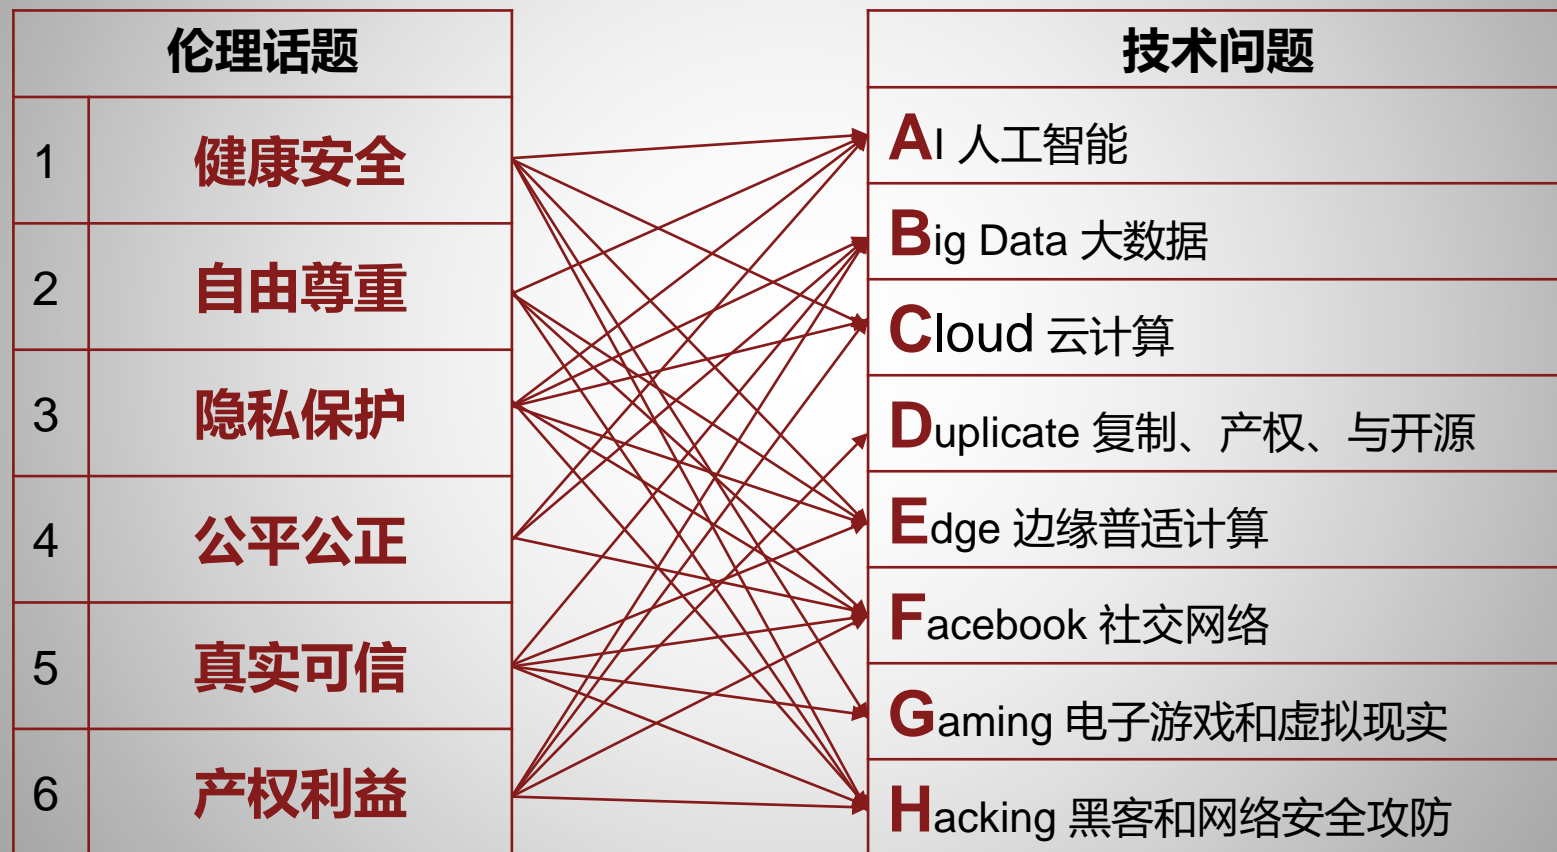 伦理话题
1 健康安全
2 自由尊重
3 隐私保护
4 公平公正
5 真实可信
6 产权利益
技术问题
AI 人工智能
Big Data 大数据
Cloud 云计算
Duplicate 复制、产权、与开源
Edge 边缘普适计算
Facebook 社交网络
Gaming 电子游戏和虚拟现实
Hacking 黑客和网络安全攻防